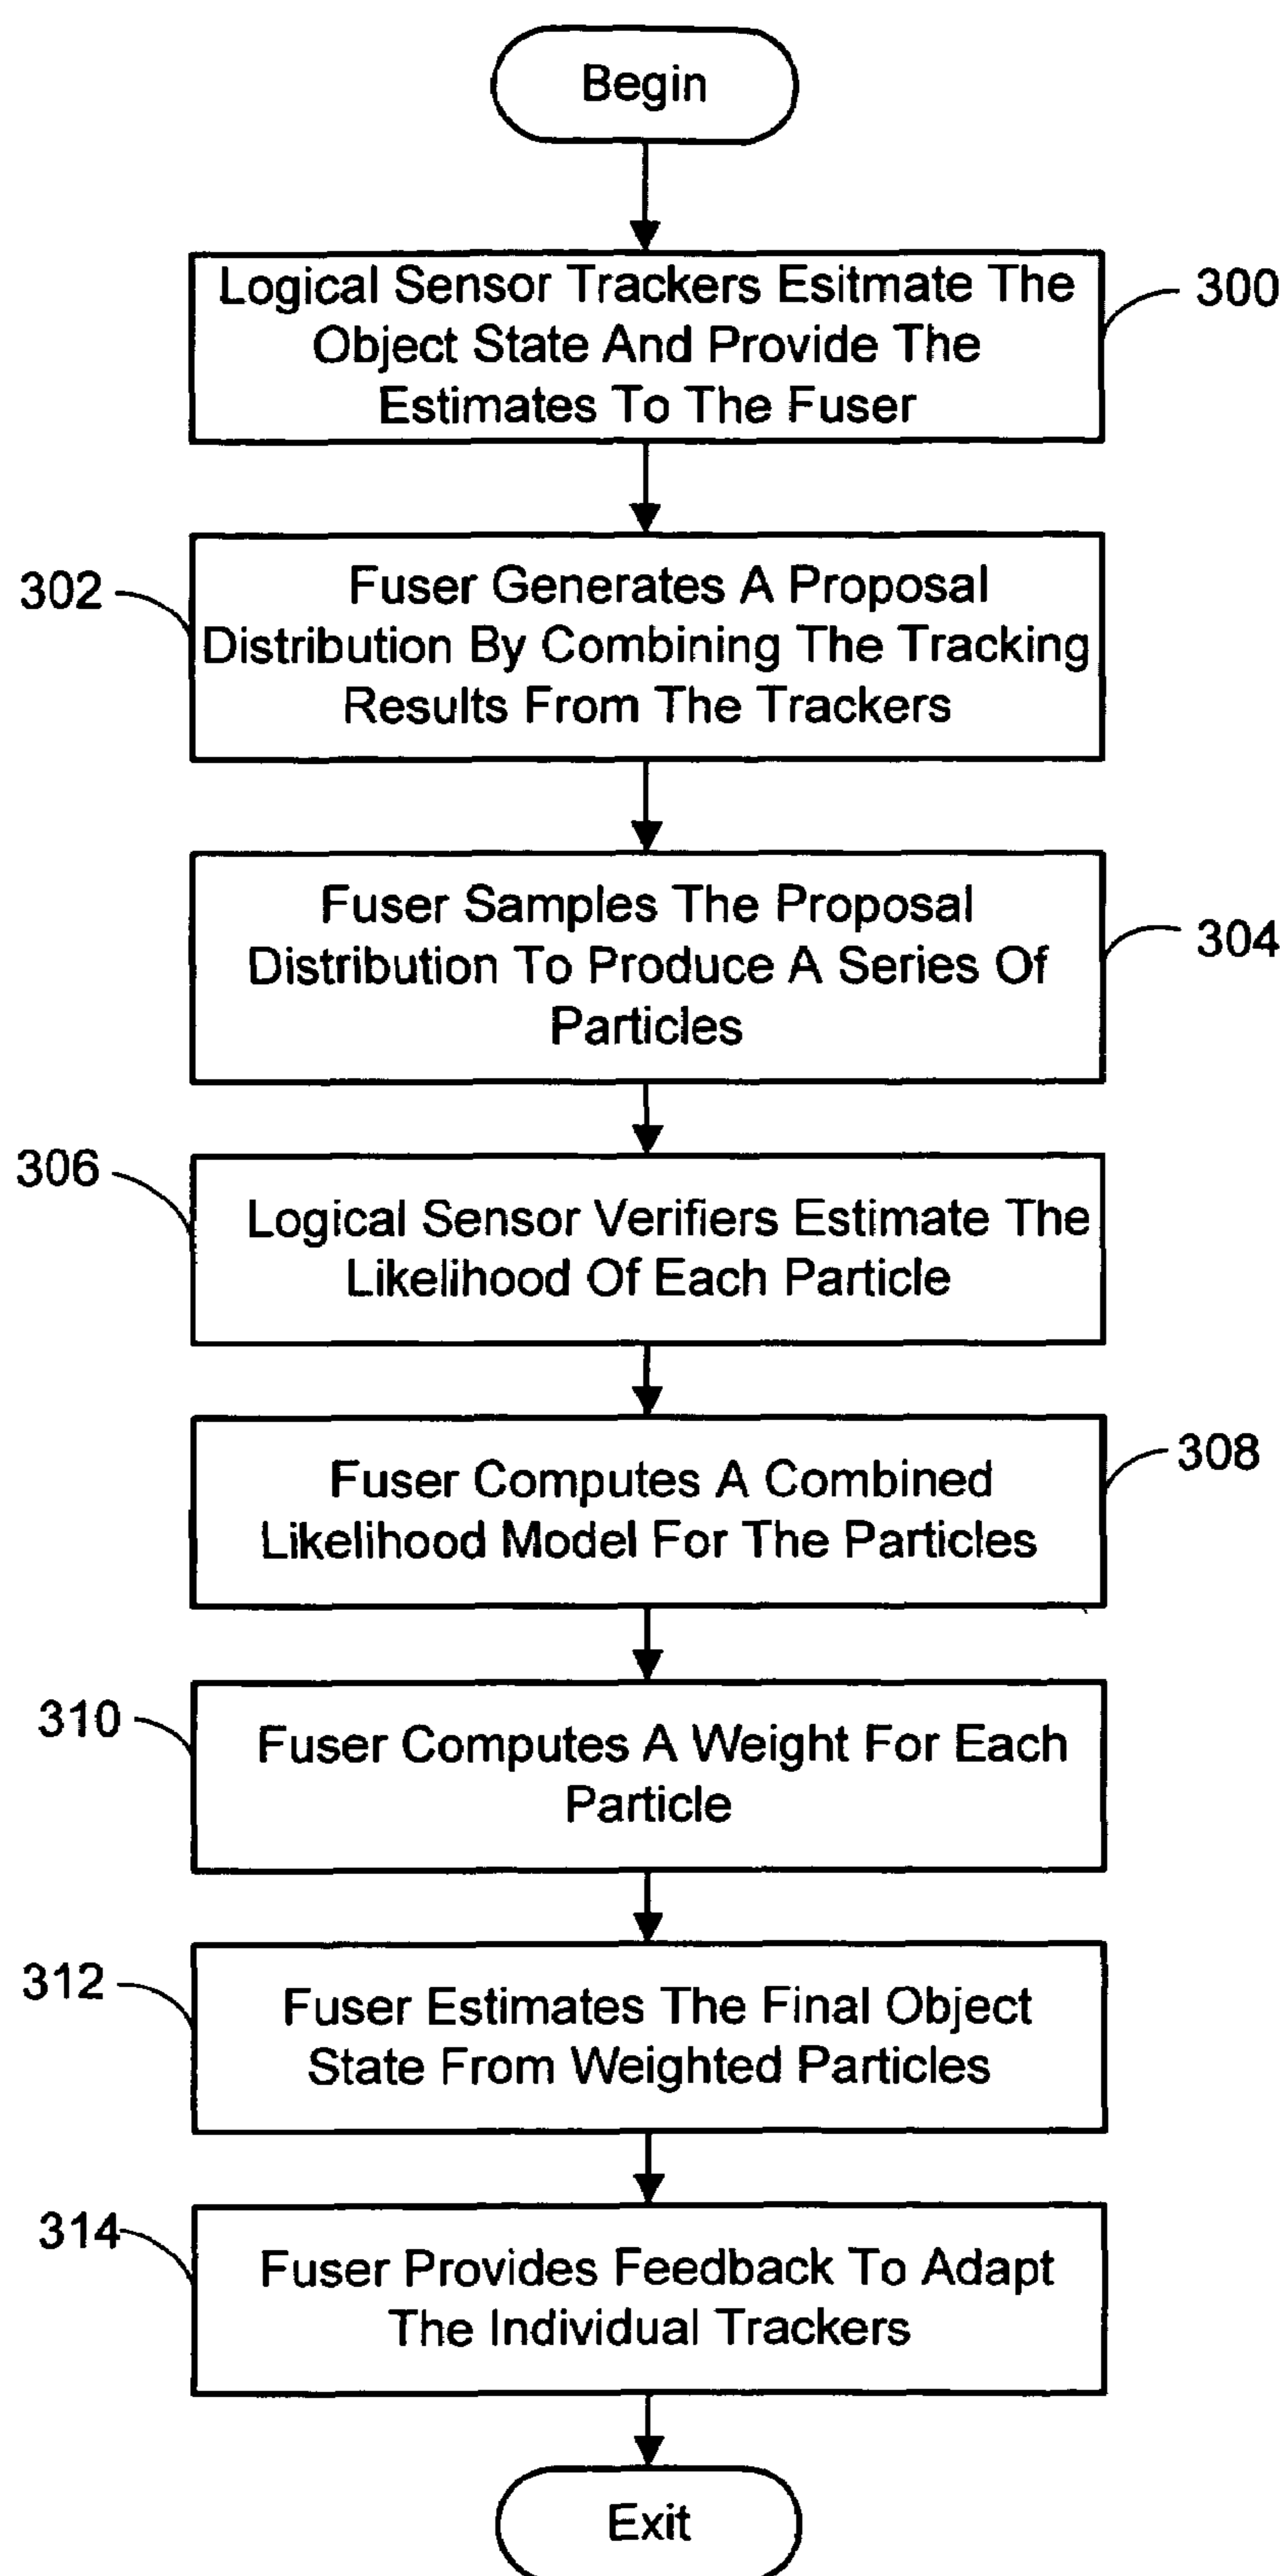 Begin
Logical Sensor Trackers Esitmate The
Object State And Provide The
Estimates To The Fuser
300
302
Fuser Generates A Proposal
Distribution By Combining The Tracking
Results From The Trackers
Fuser Samples The Proposal
Distribution To Produce A Series Of
Particles
304
306
Logical Sensor Verifiers Estimate The
Likelihood Of Each Particle
Fuser Computes A Combined
Likelihood Model For The Particles
308
310
Fuser Computes A Weight For Each
Particle
312
Fuser Estimates The Final Object
State From Weighted Particles
314
Fuser Provides Feedback To Adapt
The Individual Trackers
Exit